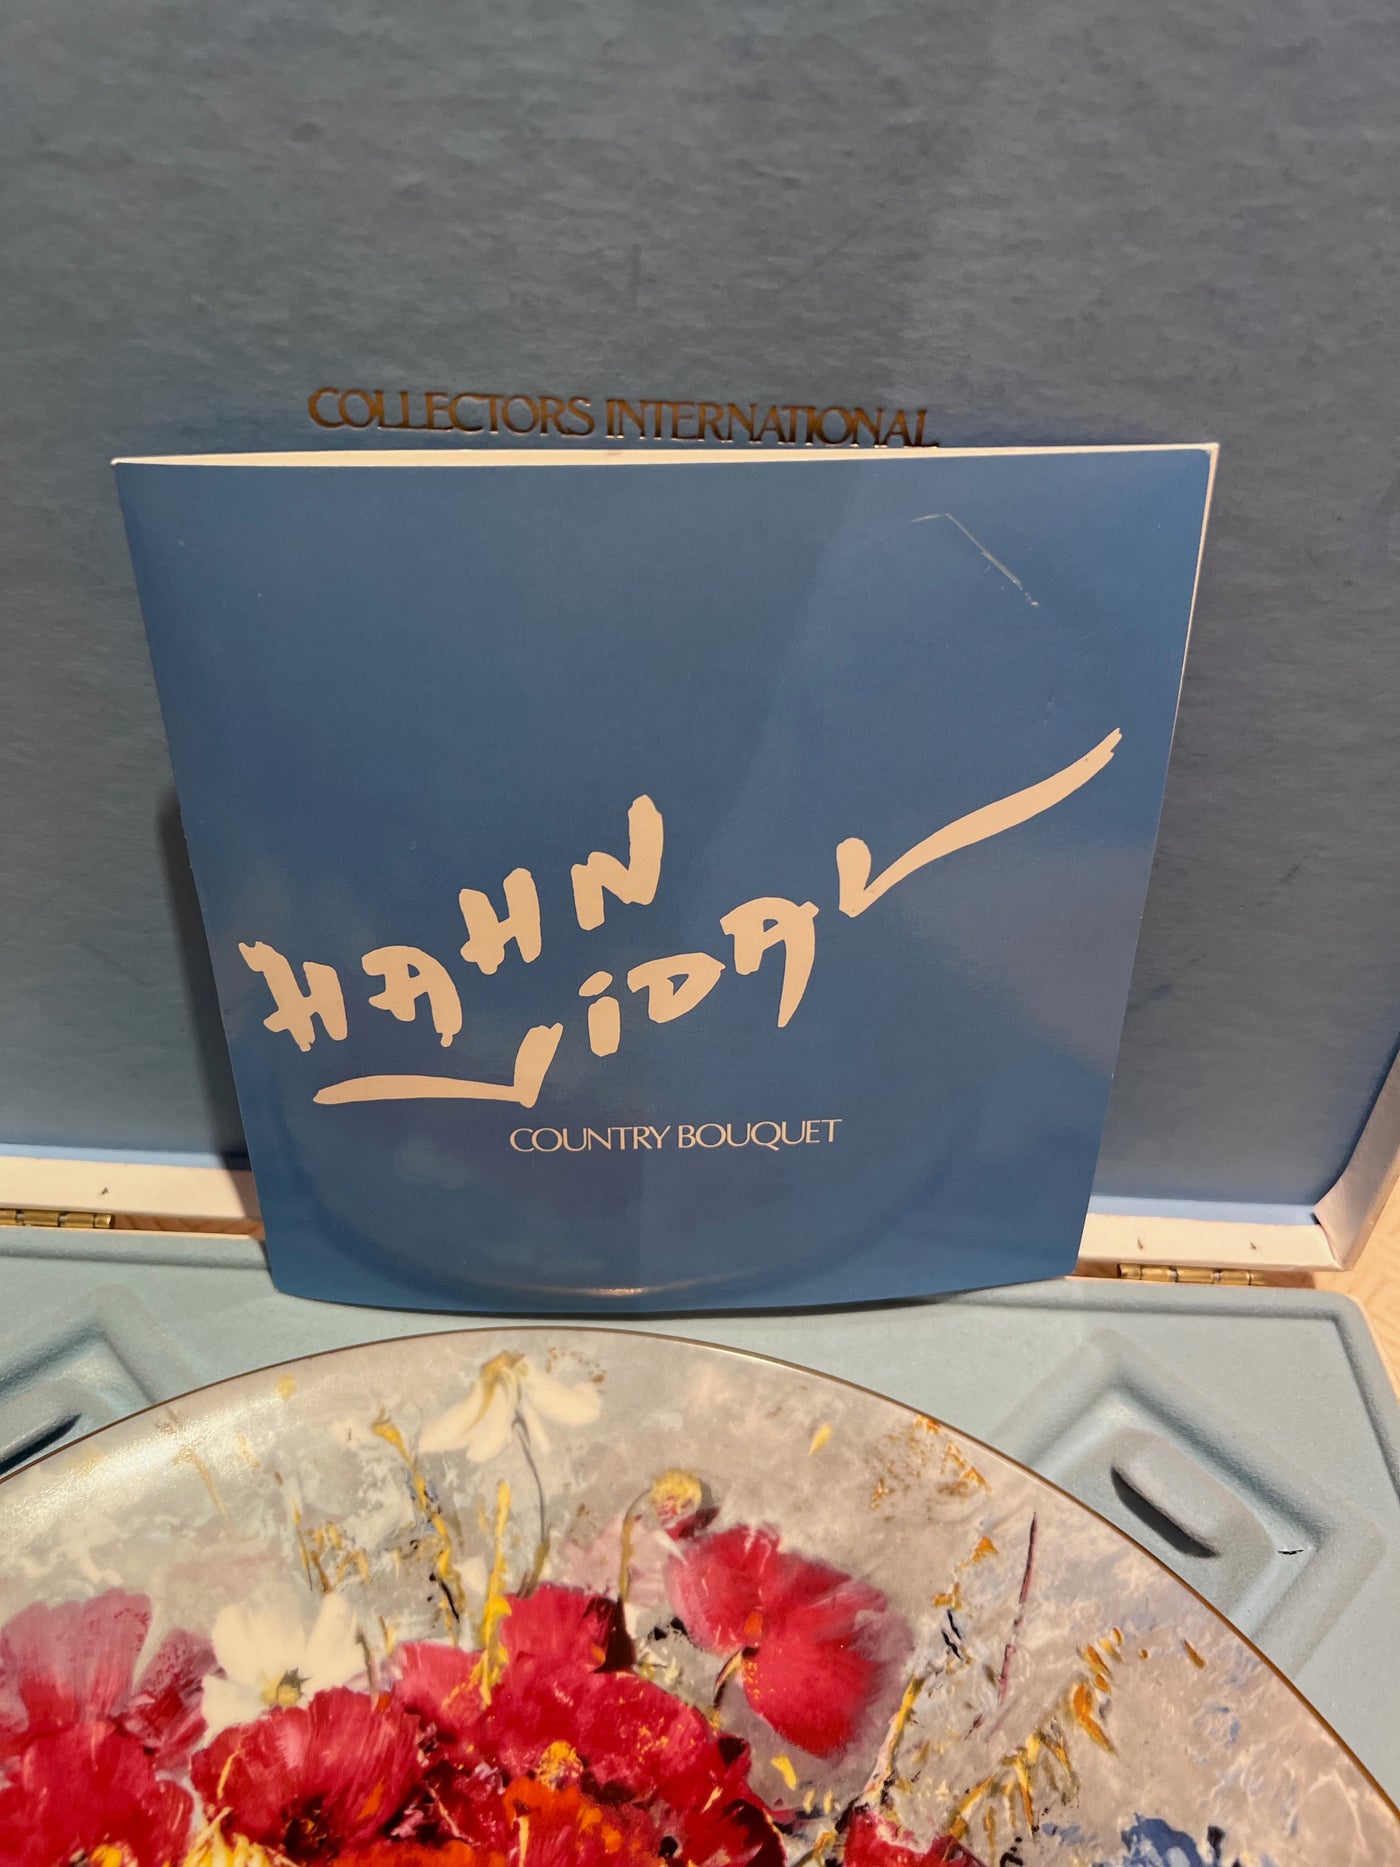 COLLECTORS INTERNATIONAL
HAHN
ViDAL
COUNTRY BOUQUET